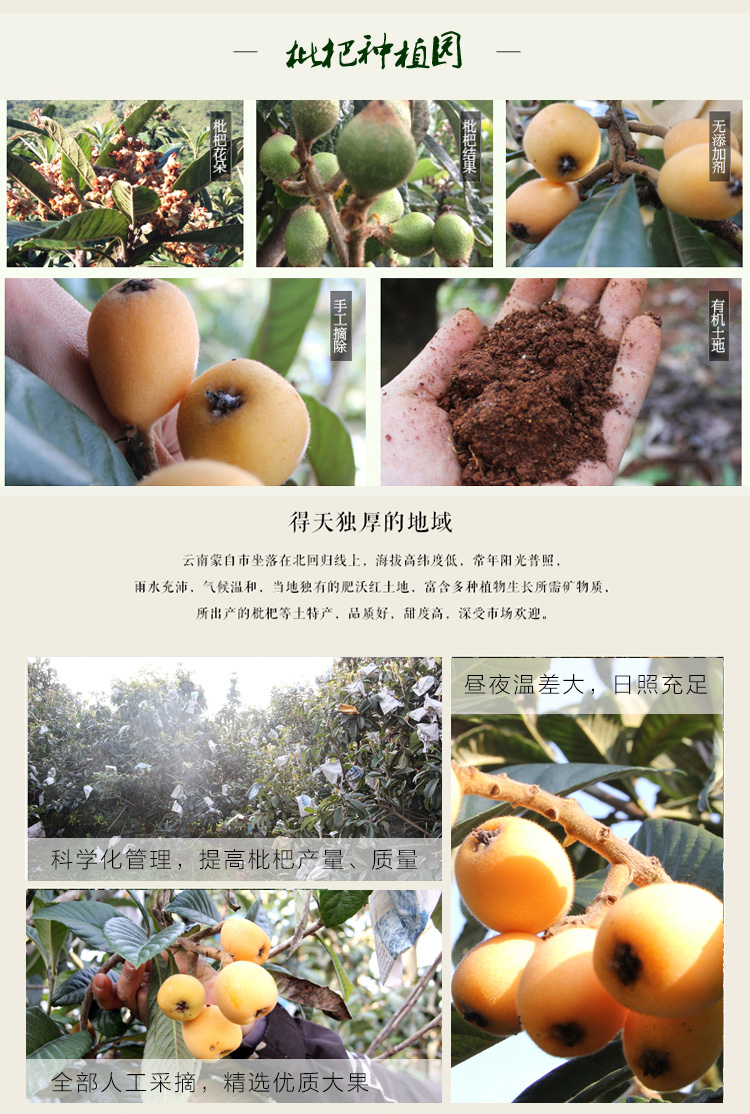 枇杷种植园
枇杷花朵
枇杷结果
无添加剂
手工摘除
有机土地
得天独厚的地域
云南蒙自市坐落在北回归线上，海拔高纬度低，常年阳光普照，
雨水充沛，气候温和，当地独有的肥沃红土地，富含多种植物生长所需矿物质，
所出产的枇杷等土特产，品质好，甜度高，深受市场欢迎。
昼夜温差大，日照充足
科学化管理，提高枇杷产量、质量
全部人工采摘，精选优质大果